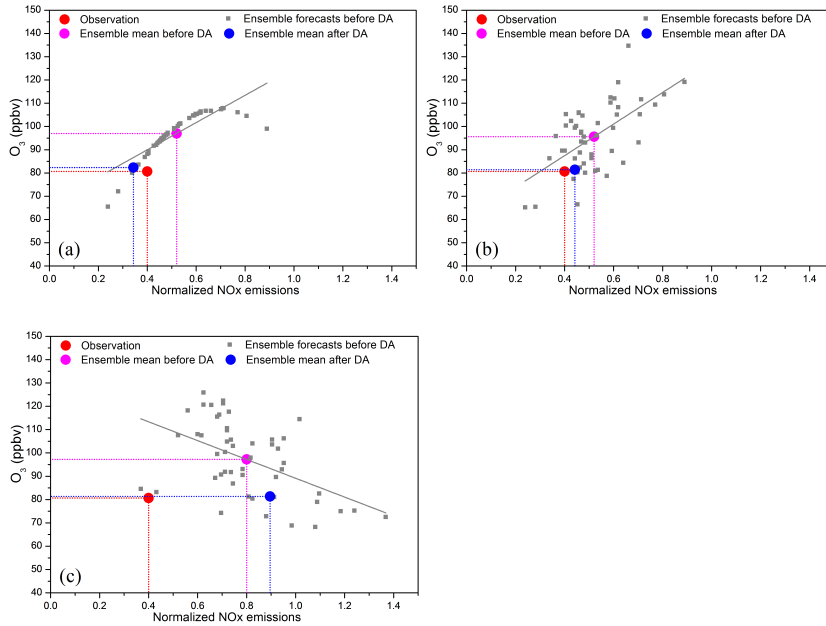 Observation
Ensemble forecasts before DA
Ensemble mean before DA
Ensemble mean after DA
150
140
130
120
110
100
90
80
70
60
50
40
O3 (ppbv)
(a)
0.0 0.2 0.4 0.6 0.8 1.0 1.2 1.4
Normalized NOx emissions
Observation
Ensemble forecasts before DA
Ensemble mean before DA
Ensemble mean after DA
150
140
130
120
110
100
90
80
70
60
50
40
O3 (ppbv)
(b)
0.0 0.2 0.4 0.6 0.8 1.0 1.2 1.4
Normalized NOx emissions
Observation
Ensemble forecasts before DA
Ensemble mean before DA
Ensemble mean after DA
150
140
130
120
110
100
90
80
70
60
50
40
O3 (ppbv)
(c)
0.0 0.2 0.4 0.6 0.8 1.0 1.2 1.4
Normalized NOx emissions